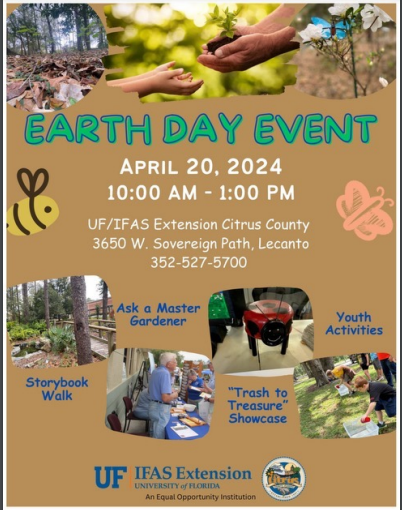 EARTH DAY EVENT
APRIL 20, 2024
10:00 AM - 1:00 PM
UF/IFAS Extension Citrus County
3650 W. Sovereign Path, Lecanto
352-527-5700
Ask a Master
Gardener
Youth
Activities
Storybook
Walk
"Trash to
Treasure"
Showcase
UF IFAS Extension
UNIVERSITY of FLORIDA
An Equal Opportunity Institution